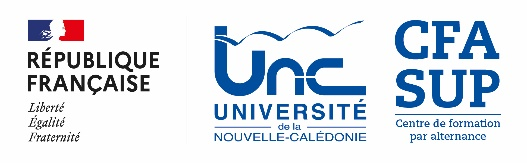 RÉPUBLIQUE
FRANÇAISE
Liberté
Égalité
Fraternité
Unc
UNIVERSITÉ
de la
NOUVELLE-CALÉDONIE
CFA
SUP
Centre de formation
par alternance